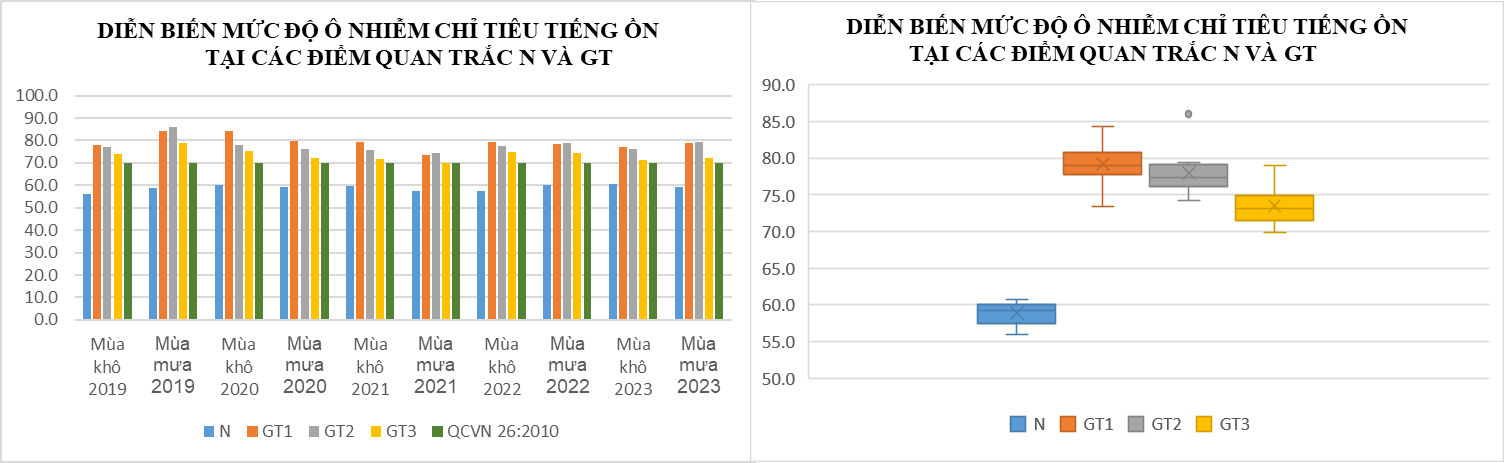 DIỄN BIẾN MỨC ĐỘ Ô NHIỄM CHỈ TIÊU TIẾNG ỒN
TẠI CÁC ĐIỂM QUAN TRẮC N VÀ GT
100.0
90.0
80.0
70.0
60.0
50.0
40.0
30.0
20.0
10.0
0.0
Mùa khô 2019
Mùa mưa 2019
Mùa khô 2020
Mùa mưa 2020
Mùa khô 2021
Mùa mưa 2021
Mùa khô 2022
Mùa mưa 2022
Mùa khô 2023
Mùa mưa 2023
N GT1 GT2 GT3 QCVN 26:2010
DIỄN BIẾN MỨC ĐỘ Ô NHIỄM CHỈ TIÊU TIẾNG ỒN
TẠI CÁC ĐIỂM QUAN TRẮC N VÀ GT
90.0
85.0
80.0
75.0
70.0
65.0
60.0
55.0
50.0
N GT1 GT2 GT3